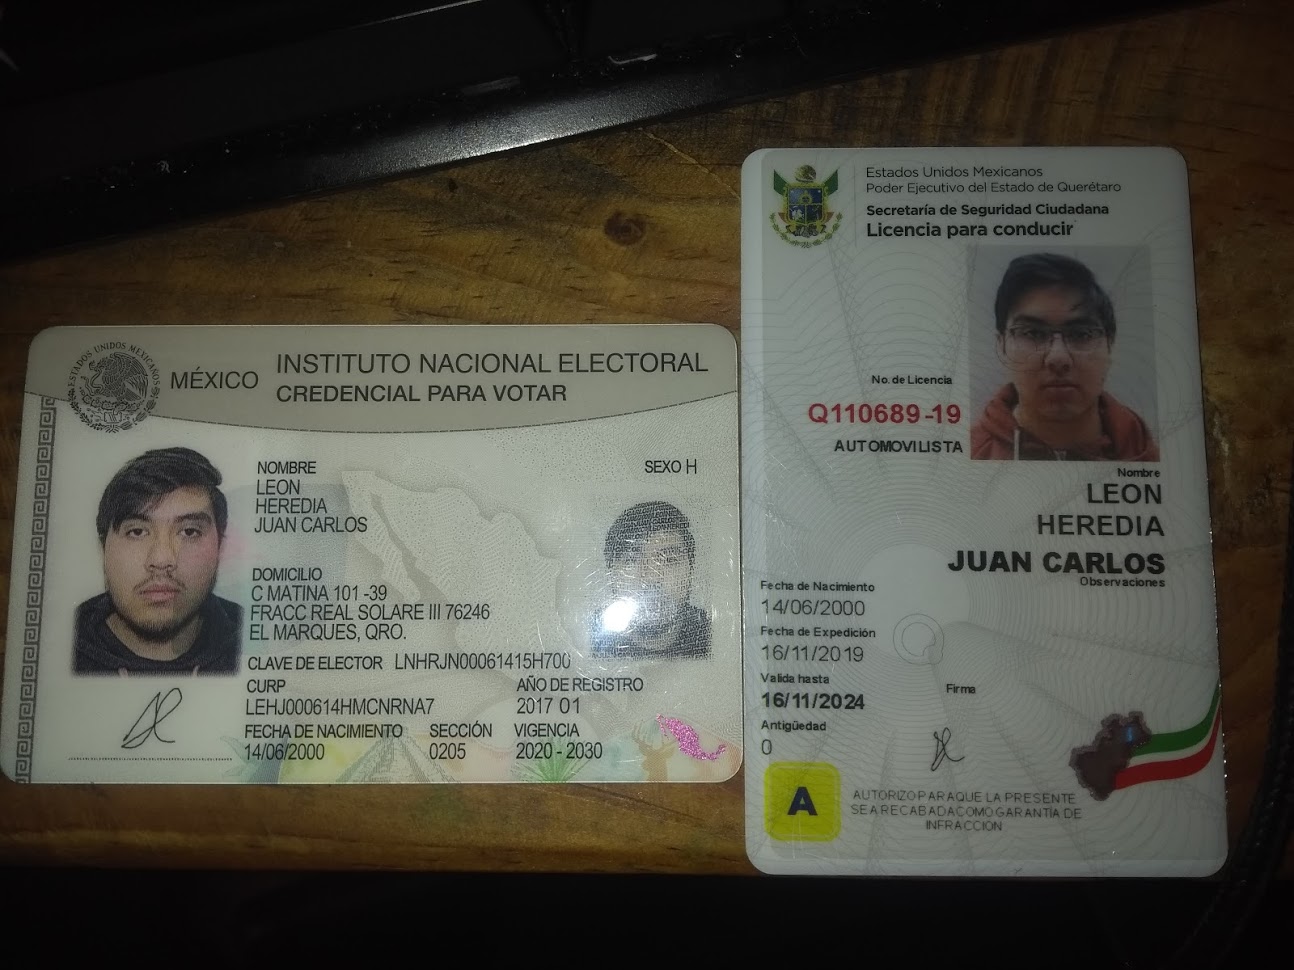 ESTADOS UNIDOS MEXICANOS
MÉXICO
INSTITUTO NACIONAL ELECTORAL
CREDENCIAL PARA VOTAR
NOMBRE
LEON
HEREDIA
JUAN CARLOS
SEXO H
DOMICILIO
C MATINA 101 -39
FRACC REAL SOLARE III 76246
EL MARQUES, QRO.
CLAVE DE ELECTOR LNHRJN00061415H700
CURP
LEHJ000614HMCNRNA7
AÑO DE REGISTRO
2017 01
FECHA DE NACIMIENTO
14/06/2000
SECCIÓN
0205
VIGENCIA
2020 - 2030
Estados Unidos Mexicanos
Poder Ejecutivo del Estado de Querétaro
Secretaría de Seguridad Ciudadana
Licencia para conducir
No. de Licencia
Q110689-19
AUTOMOVILISTA
Nombre
LEON
HEREDIA
JUAN CARLOS
Observaciones
Fecha de Nacimiento
14/06/2000
Fecha de Expedición
16/11/2019
Valida hasta
16/11/2024
Firma
Antigüedad
0
A
AUTORIZO PARA QUE LA PRESENTE
SEA RECABADA COMO GARANTÍA DE
INFRACCION